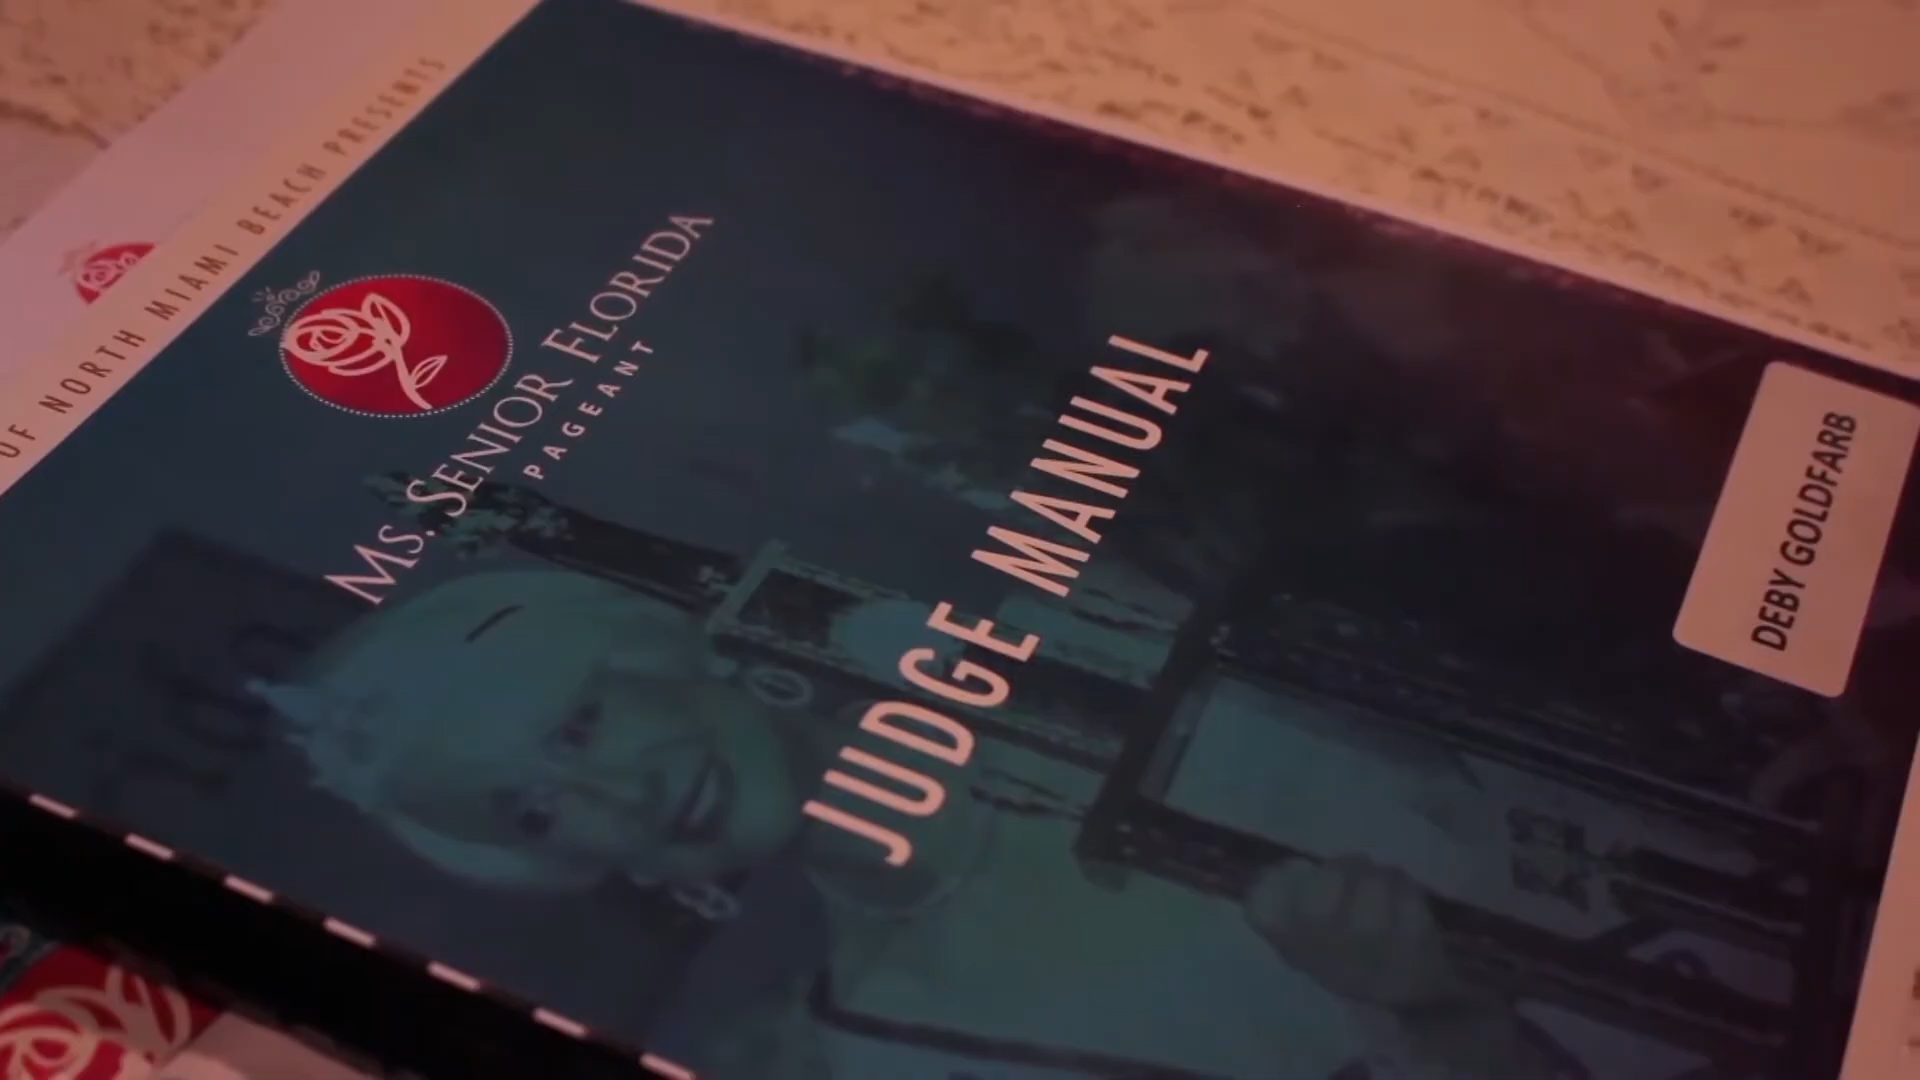 OF NORTH MIAMI BEACH PRESENTS
MS. SENIOR FLORIDA
PAGEANT
JUDGE MANUAL
DEBY GOLDFARB